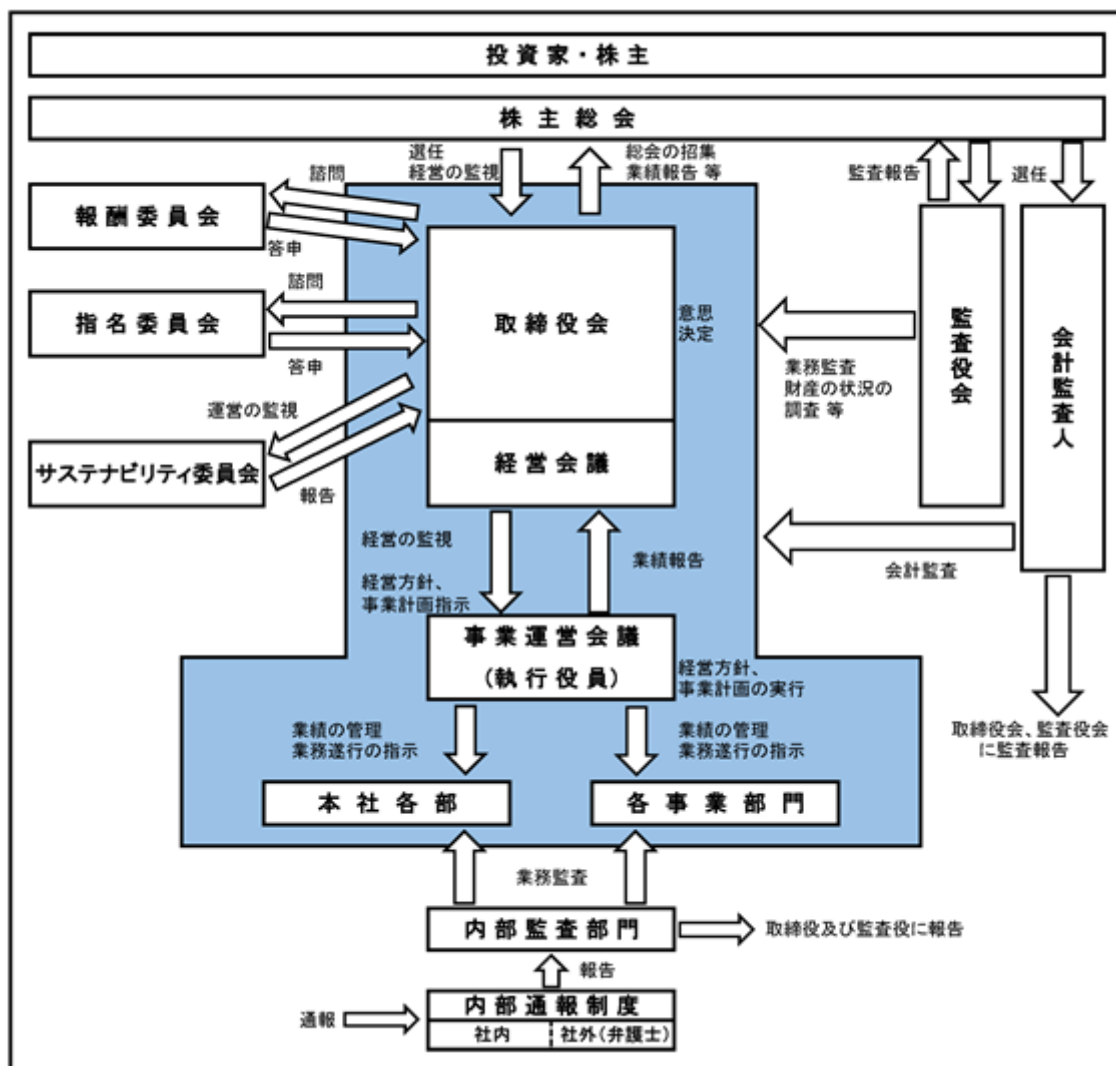 投資家・株主
株主総会
選任
経営の監視
総会の招集
業績報告 等
監査報告
選任
諮問
報酬委員会
答申
諮問
指名委員会
答申
運営の監視
サステナビリティ委員会
報告
取締役会
意思
決定
経営会議
業務監査
財産の状況の
調査 等
監査役会
会計監査人
会計監査
経営の監視
経営方針、
事業計画指示
業績報告
事業運営会議
(執行役員)
経営方針、
事業計画の実行
取締役会、監査役会
に監査報告
業績の管理
業務遂行の指示
業績の管理
業務遂行の指示
本社各部
各事業部門
業務監査
内部監査部門
取締役及び監査役に報告
報告
通報
内部通報制度
社内
社外(弁護士)